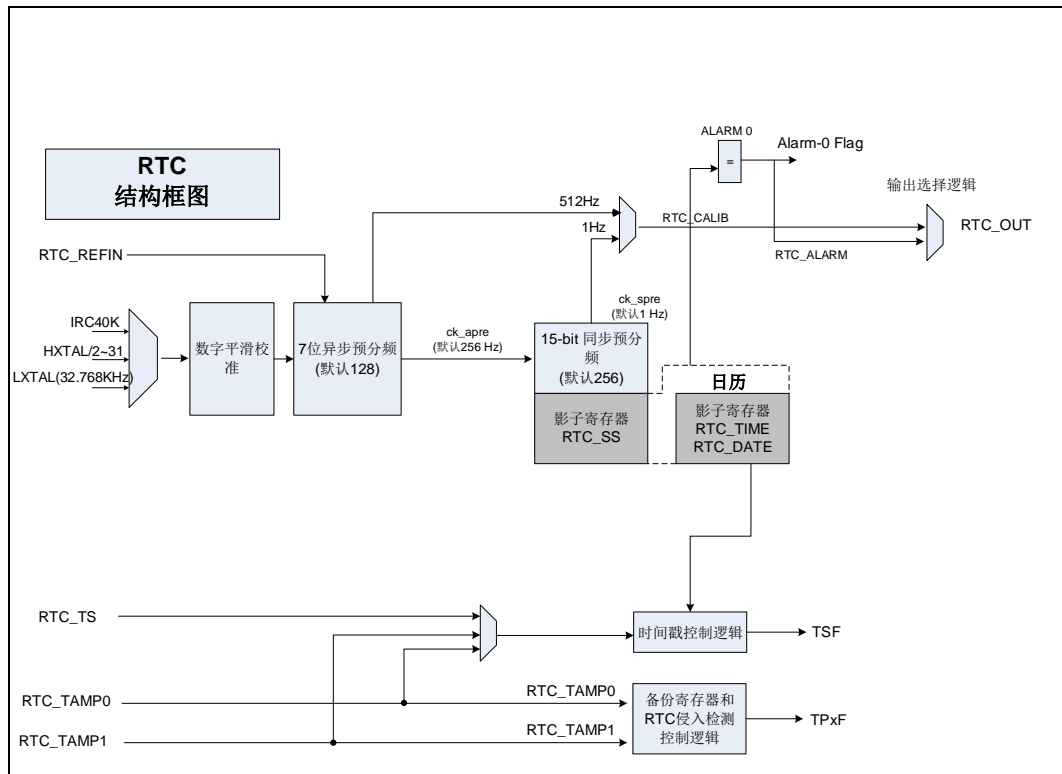 RTC
结构框图
ALARM 0
=
Alarm-0 Flag
输出选择逻辑
512Hz
1Hz
RTC_CALIB
RTC_OUT
RTC_ALARM
RTC_REFIN
IRC40K
HXTAL/2~31
LXTAL(32.768KHz)
数字平滑校
准
7位异步预分频
(默认128)
ck_apre
(默认256 Hz)
ck_spre
(默认1 Hz)
15-bit 同步预分
频
(默认256)
影子寄存器
RTC_SS
日历
影子寄存器
RTC_TIME
RTC_DATE
RTC_TS
时间戳控制逻辑
TSF
RTC_TAMP0
RTC_TAMP0
RTC_TAMP1
RTC_TAMP1
备份寄存器和
RTC侵入检测
控制逻辑
TPxF